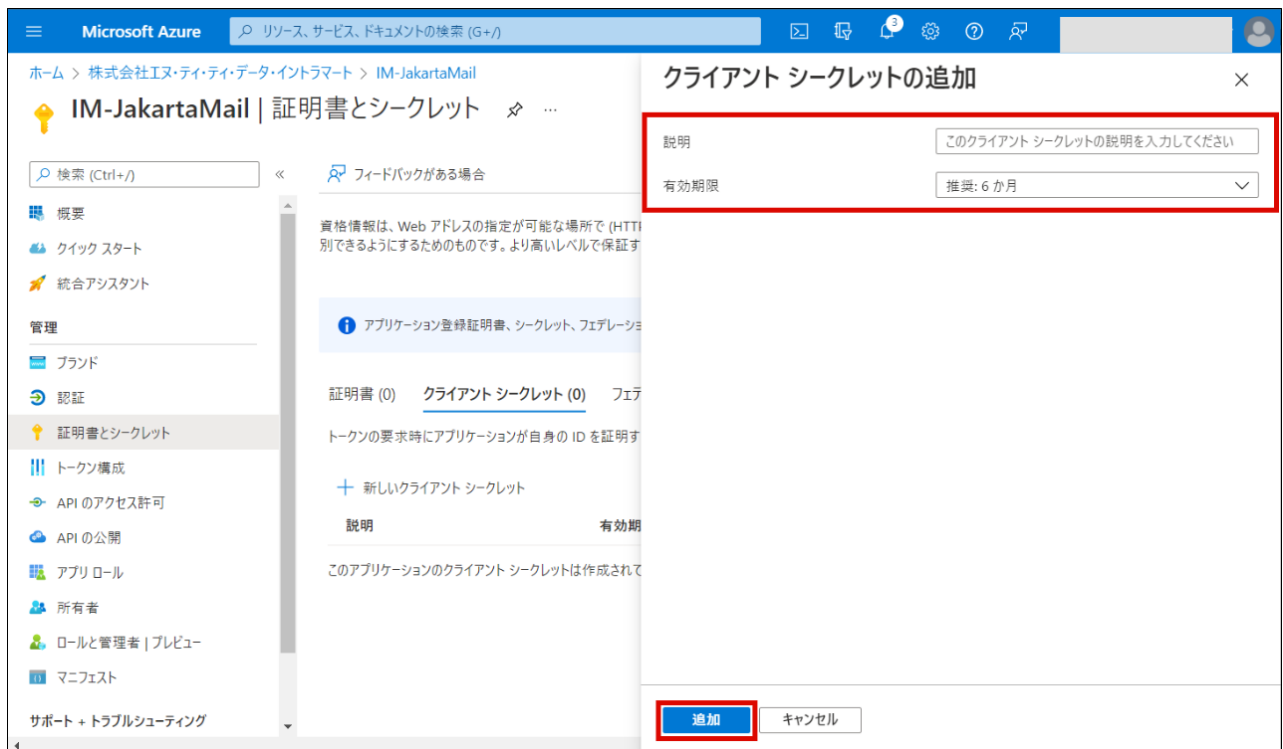 Microsoft Azure
リソース、サービス、ドキュメントの検索 (G+/)
3
ホーム > 株式会社エヌ・ティ・ティ・データ・イントラマート > IM-JakartaMail
IM-JakartaMail | 証明書とシークレット
…
検索 (Ctrl+/)
«
概要
クイック スタート
統合アシスタント
管理
ブランド
認証
証明書とシークレット
トークン構成
API のアクセス許可
API の公開
アプリ ロール
所有者
ロールと管理者 | プレビュー
マニフェスト
サポート + トラブルシューティング
フィードバックがある場合
資格情報は、Web アドレスの指定が可能な場所で (HTT
別できるようにするためのものです。より高いレベルで保証す
アプリケーション登録証明書、シークレット、フェデレーショ
証明書 (0) クライアント シークレット (0) フェデ
トークンの要求時にアプリケーションが自身の ID を証明す
新しいクライアント シークレット
説明 有効期
このアプリケーションのクライアント シークレットは作成されて
クライアント シークレットの追加
説明 このクライアント シークレットの説明を入力してください
有効期限 推奨: 6 か月
追加 キャンセル